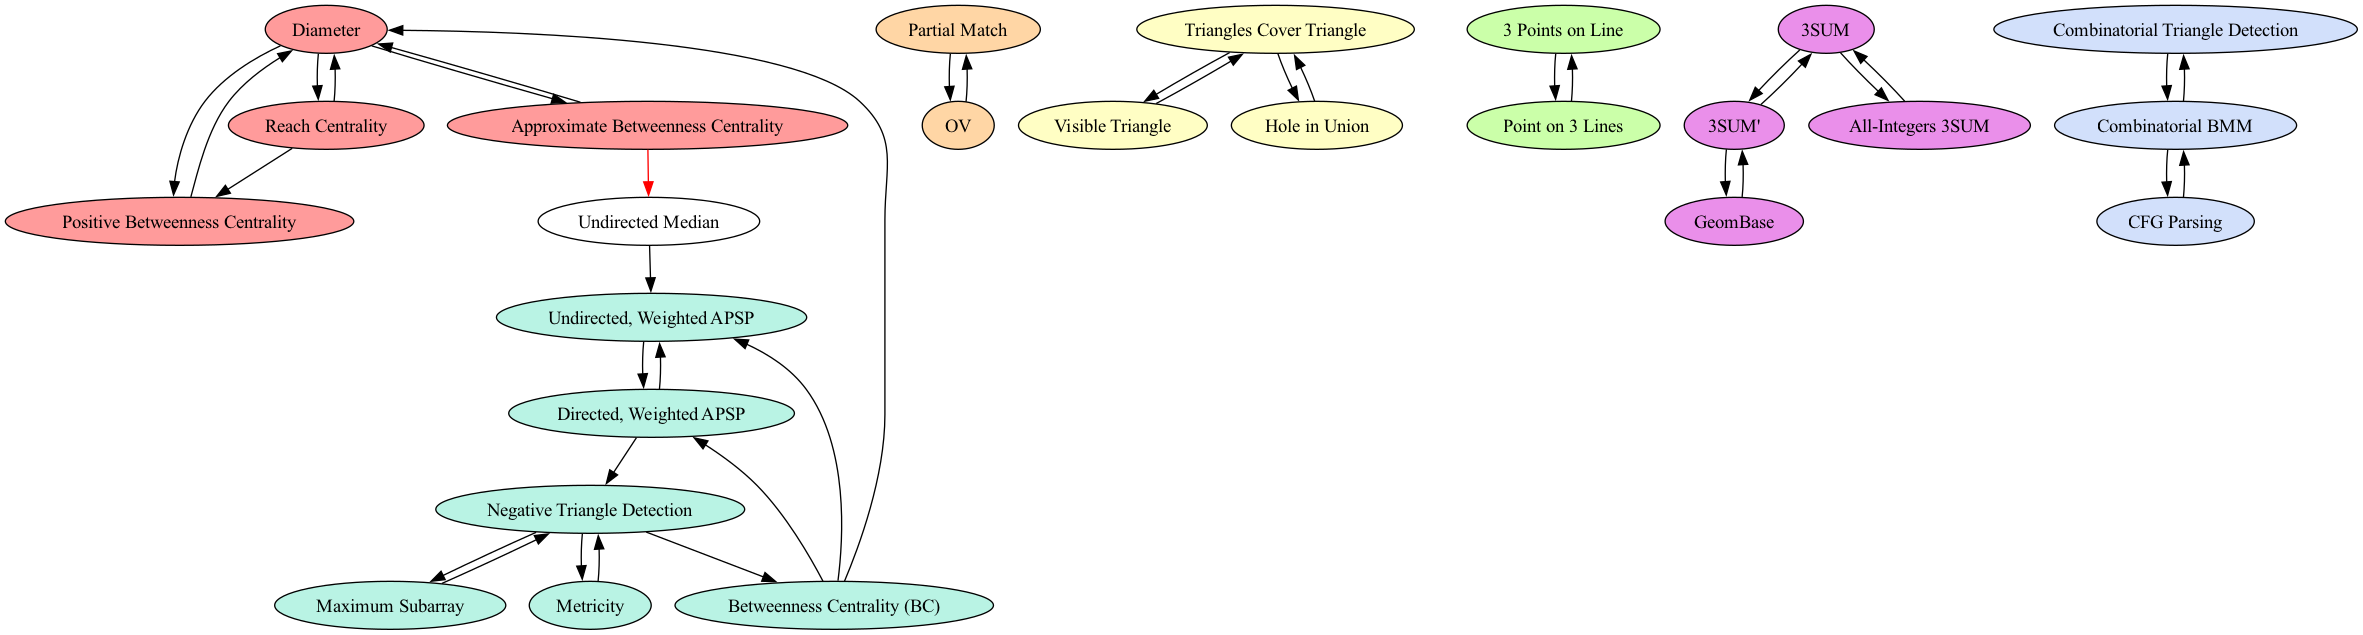 Diameter
Partial Match
Triangles Cover Triangle
3 Points on Line
3SUM
Combinatorial Triangle Detection
Reach Centrality
Approximate Betweenness Centrality
OV
Visible Triangle
Hole in Union
Point on 3 Lines
3SUM'
All-Integers 3SUM
Combinatorial BMM
Positive Betweenness Centrality
Undirected Median
GeomBase
CFG Parsing
Undirected, Weighted APSP
Directed, Weighted APSP
Negative Triangle Detection
Maximum Subarray
Metricity
Betweenness Centrality (BC)